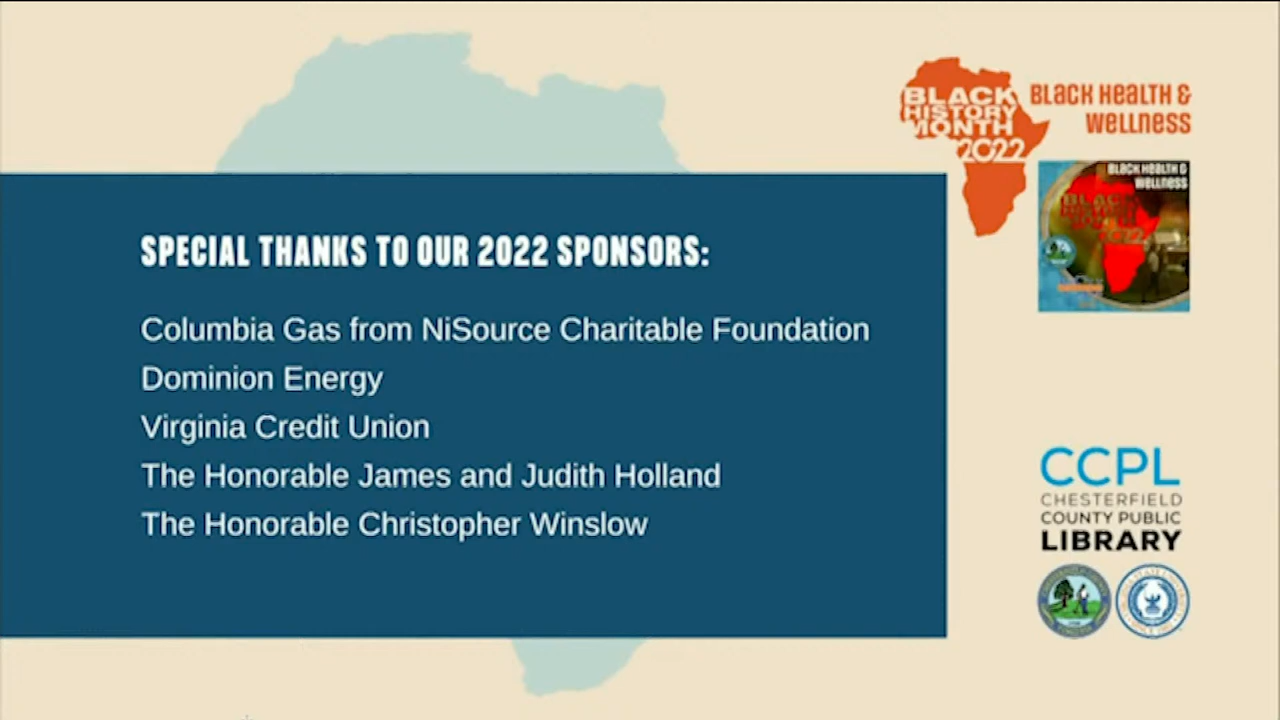 SPECIAL THANKS TO OUR 2022 SPONSORS:
Columbia Gas from NiSource Charitable Foundation
Dominion Energy
Virginia Credit Union
The Honorable James and Judith Holland
The Honorable Christopher Winslow
BLACK
HISTORY
MONTH
2022
BLACK HEALTH &
WELLNESS
BLACK HEALTH &
WELLNESS
CCPL
CHESTERFIELD
COUNTY PUBLIC
LIBRARY